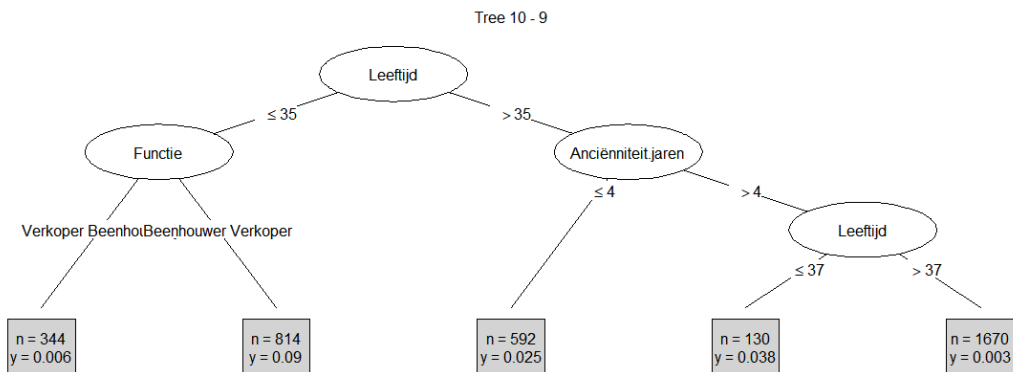 Tree 10 - 9
Leeftijd
≤ 35
> 35
Functie
Anciënniteit.jaren
Verkoper
Beenhouwer Verkoper
≤ 4
> 4
Leeftijd
≤ 37
> 37
n = 344
y = 0.006
n = 814
y = 0.09
n = 592
y = 0.025
n = 130
y = 0.038
n = 1670
y = 0.003